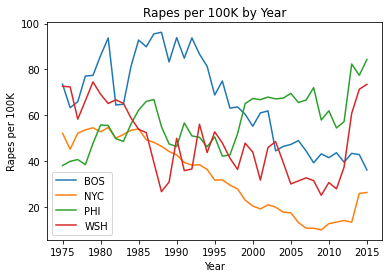 Rapes per 100K by Year
Rapes per 100K
100
80
60
40
20
BOS
NYC
PHI
WSH
1975 1980 1985 1990 1995 2000 2005 2010 2015
Year